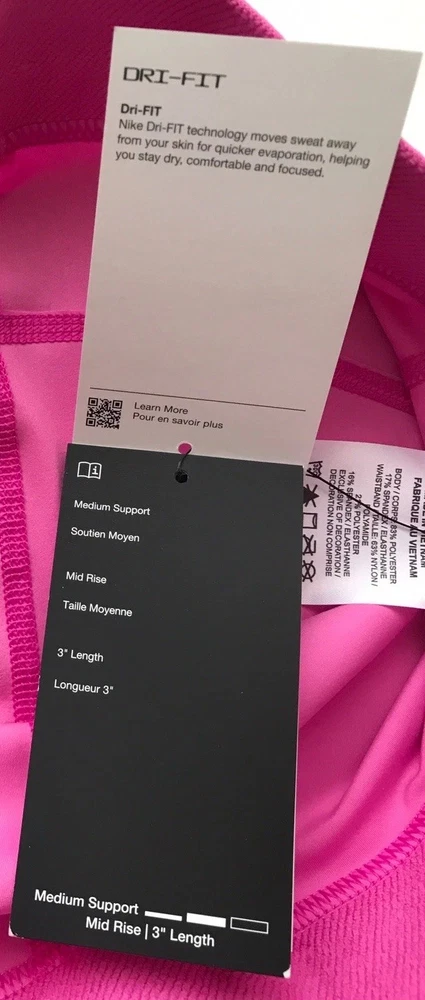 DRI-FIT
Dri-FIT
Nike Dri-FIT technology moves sweat away
from your skin for quicker evaporation, helping
you stay dry, comfortable and focused.
Learn More
Pour en savoir plus
Medium Support
Soutien Moyen
Mid Rise
Taille Moyenne
3" Length
Longueur 3"
Medium Support
Mid Rise | 3" Length
VIETNAM
FABRIQUÉ AU VIETNAM
BODY / CORPS: 83% POLYESTER
17% SPANDEX / ELASTHANNE
WAISTBAND / TAILLE: 63% NYLON /
POLYAMIDE
21% POLYESTER
16% SPANDEX / ELASTHANNE
EXCLUSIVE OF DECORATION /
DECORATION NON COMPRISE